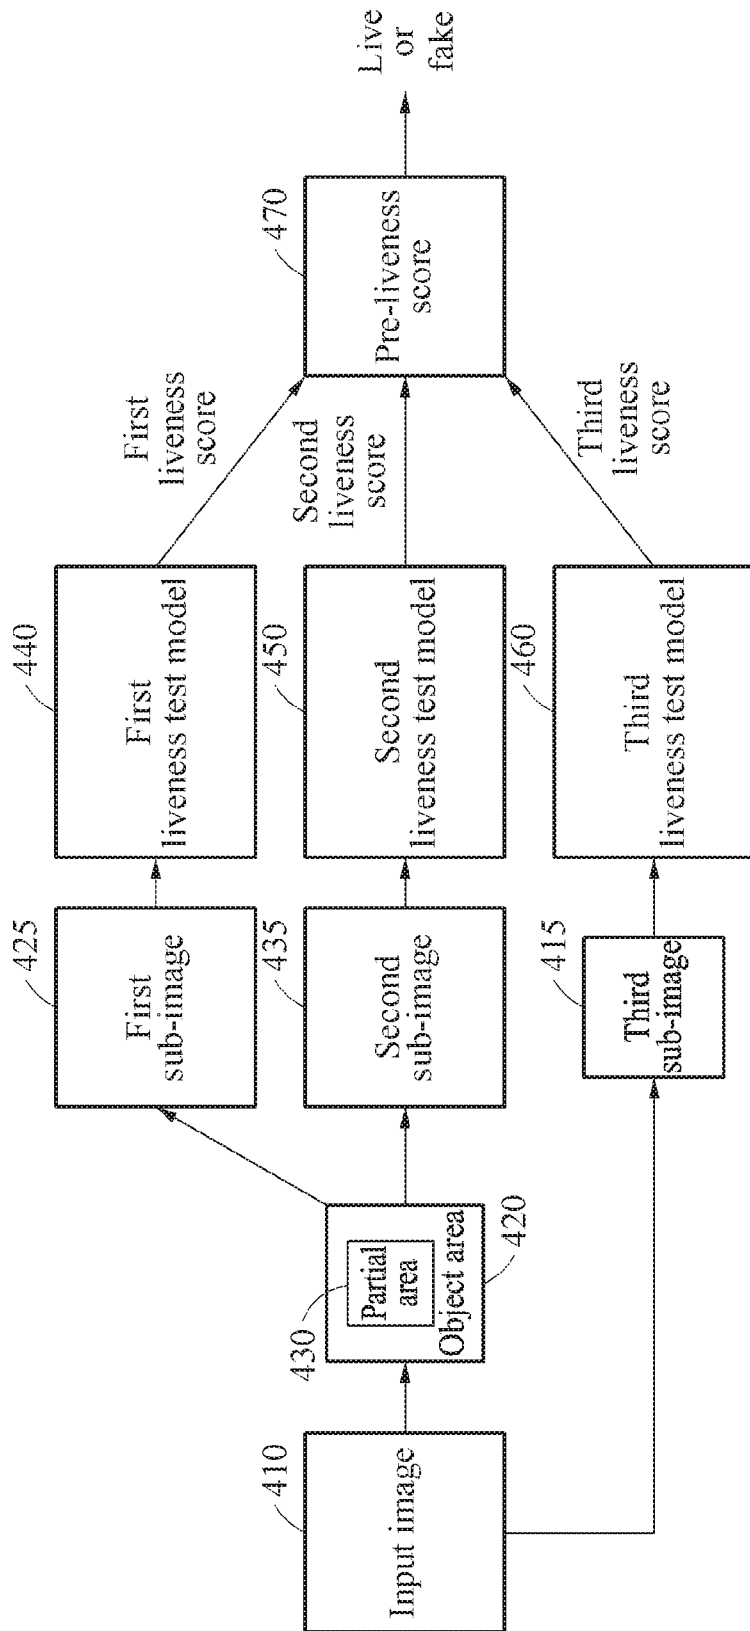 410
Input image
430
Partial
area
Object area
420
425
First
sub-image
435
Second
sub-image
415
Third
sub-image
440
First
liveness test model
450
Second
liveness test model
460
Third
liveness test model
First
liveness
score
Second
liveness
score
Third
liveness
score
470
Pre-liveness
score
Live
or
fake